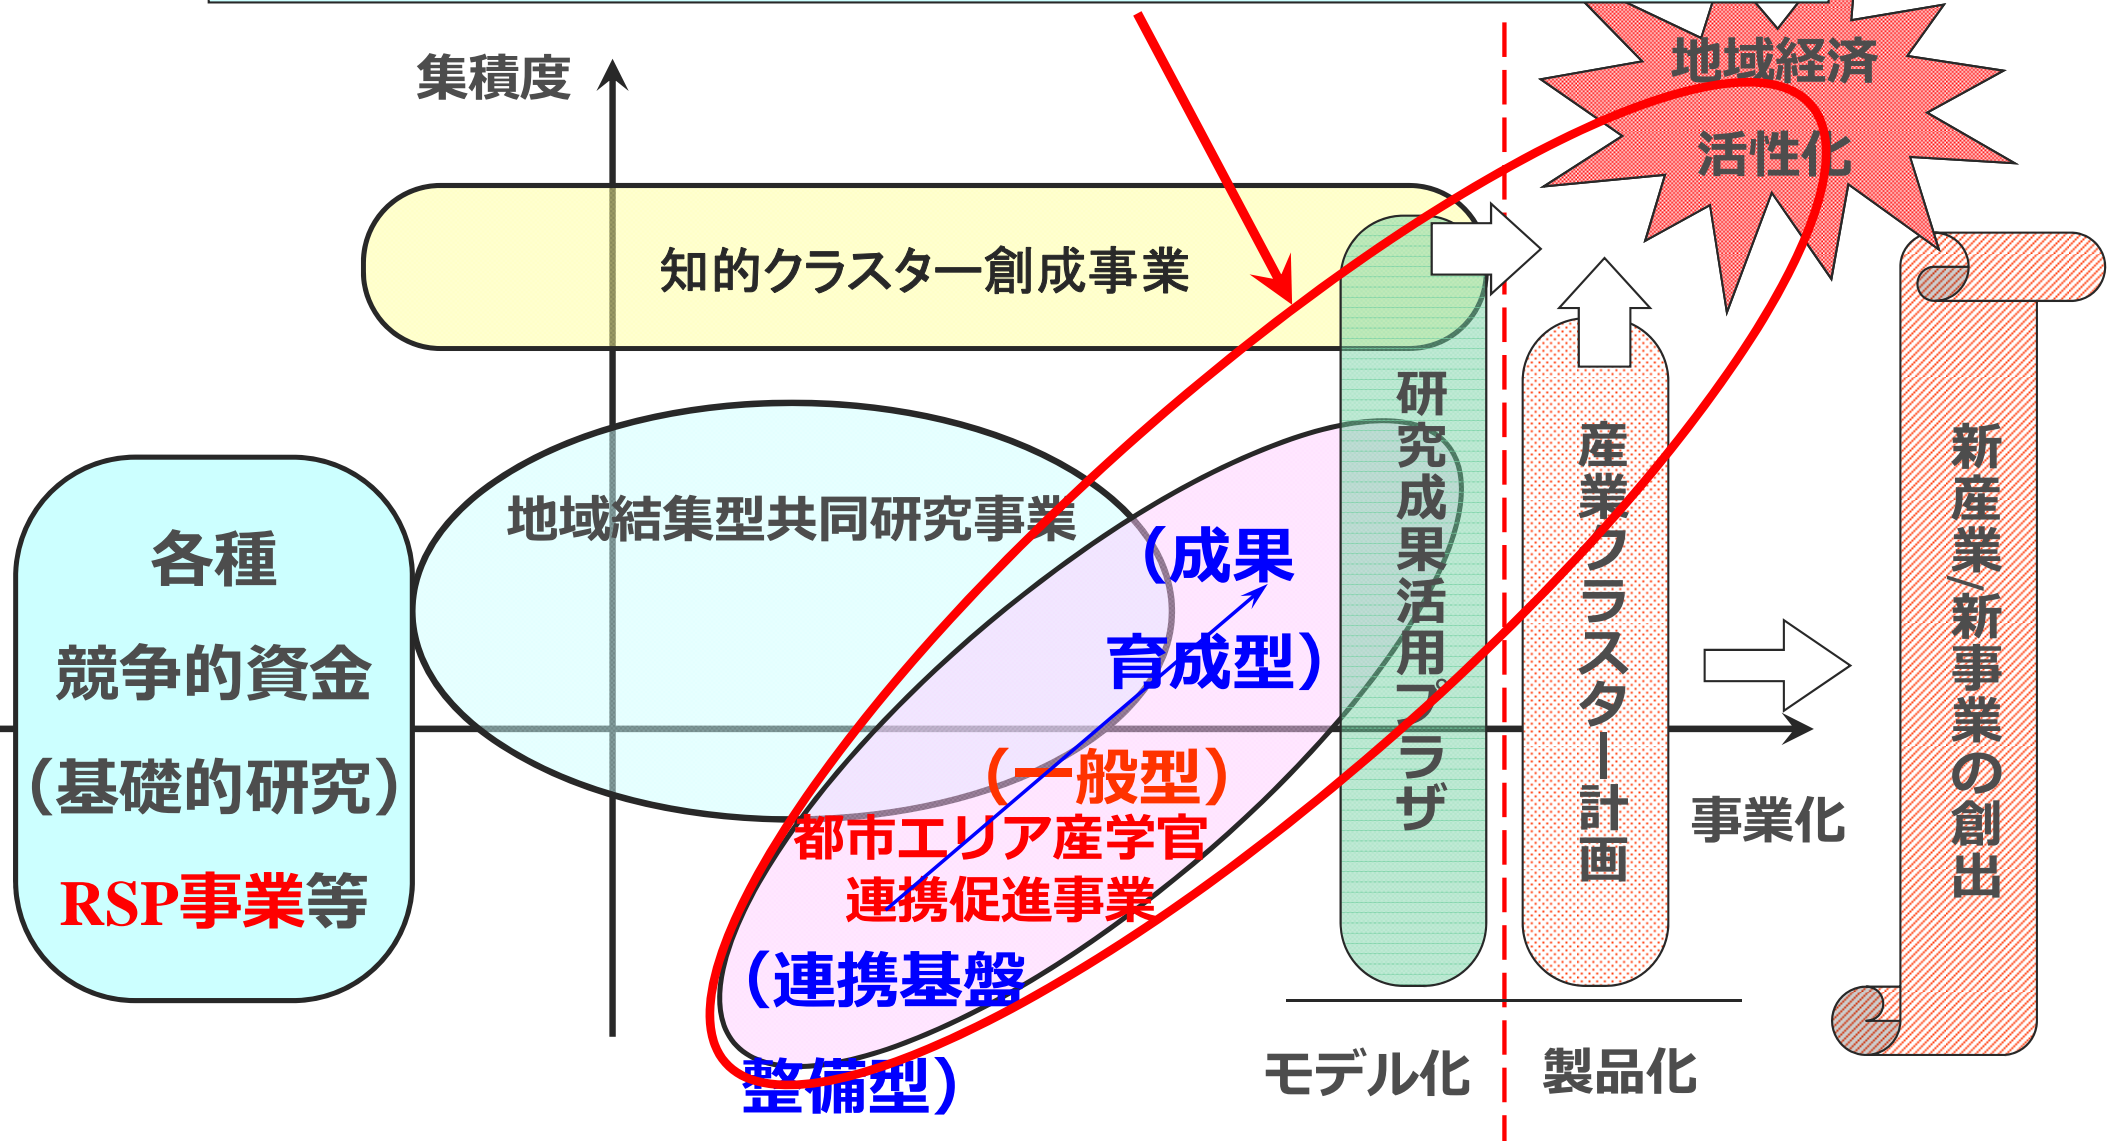 地域経済
活性化
集積度
知的クラスター創成事業
地域結集型共同研究事業
各種
競争的資金
（基礎的研究）
RSP事業等
（成果
育成型）
（一般型）
都市エリア産学官
連携促進事業
（連携基盤
整備型）
研究成果活用プラザ
産業クラスター計画
新産業/新事業の創出
事業化
モデル化
製品化